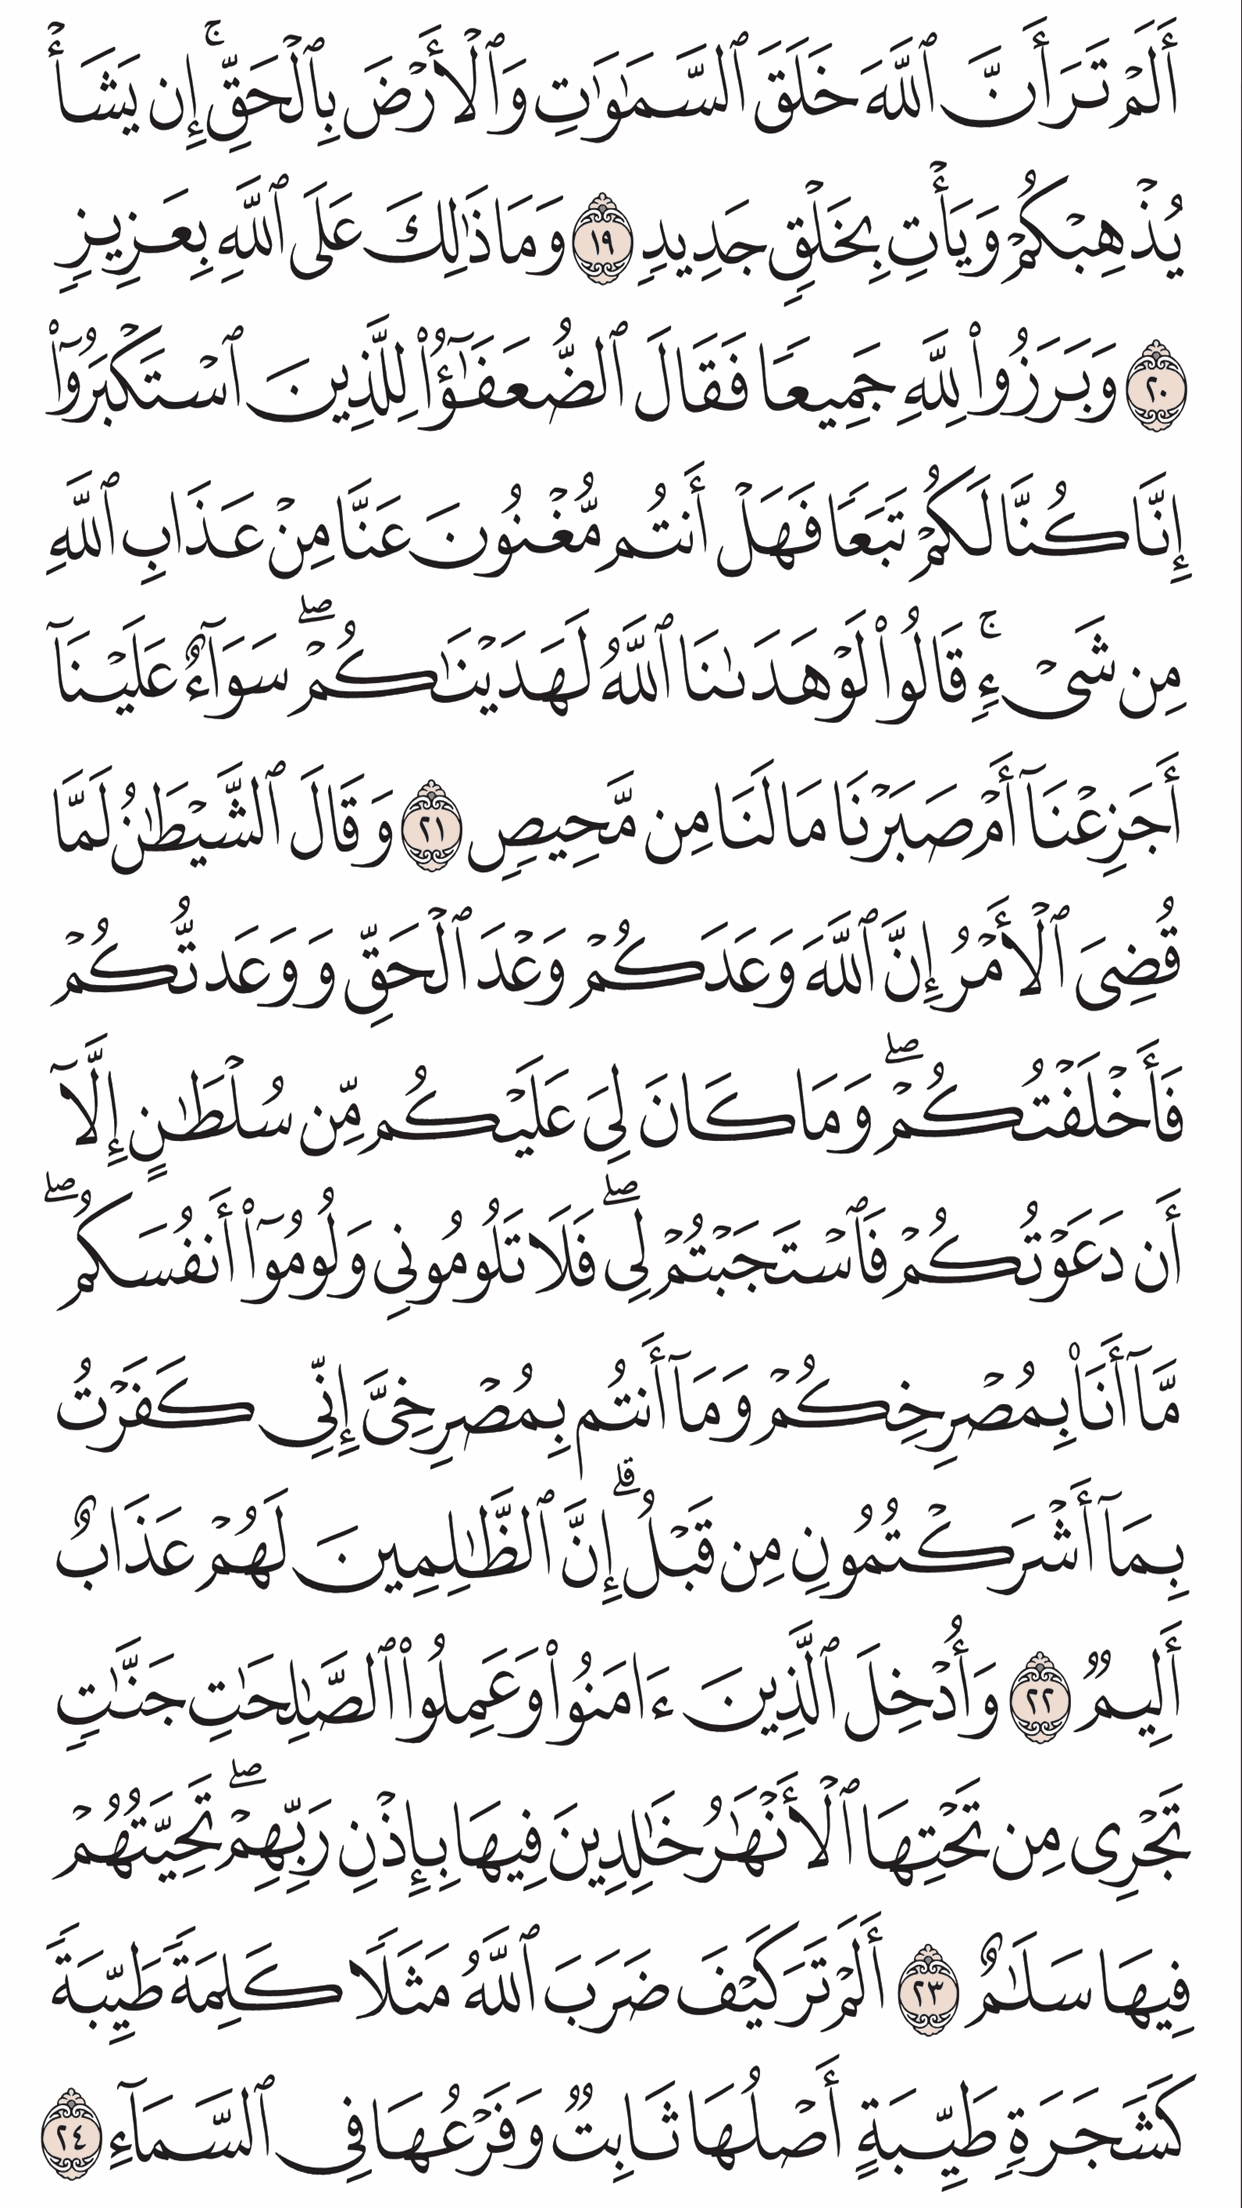 أَلَمْ تَرَ أَنَّ ٱللَّهَ خَلَقَ ٱلسَّمَٰوَٰتِ وَٱلْأَرْضَ بِٱلْحَقِّ ۚ إِن يَشَأْ
يُذْهِبْكُمْ وَيَأْتِ بِخَلْقٍ جَدِيدٍ ١٩ وَمَا ذَٰلِكَ عَلَى ٱللَّهِ بِعَزِيزٍ
٢٠ وَبَرَزُوا۟ لِلَّهِ جَمِيعًا فَقَالَ ٱلضُّعَفَٰٓؤُا۟ لِلَّذِينَ ٱسْتَكْبَرُوٓا۟
إِنَّا كُنَّا لَكُمْ تَبَعًا فَهَلْ أَنتُم مُّغْنُونَ عَنَّا مِنْ عَذَابِ ٱللَّهِ
مِن شَىْءٍ ۚ قَالُوا۟ لَوْ هَدَىٰنَا ٱللَّهُ لَهَدَيْنَٰكُمْ ۖ سَوَآءٌ عَلَيْنَآ
أَجَزِعْنَآ أَمْ صَبَرْنَا مَا لَنَا مِن مَّحِيصٍ ٢١ وَقَالَ ٱلشَّيْطَٰنُ لَمَّا
قُضِىَ ٱلْأَمْرُ إِنَّ ٱللَّهَ وَعَدَكُمْ وَعْدَ ٱلْحَقِّ وَوَعَدتُّكُمْ
فَأَخْلَفْتُكُمْ ۖ وَمَا كَانَ لِىَ عَلَيْكُم مِّن سُلْطَٰنٍ إِلَّآ
أَن دَعَوْتُكُمْ فَٱسْتَجَبْتُمْ لِى ۖ فَلَا تَلُومُونِى وَلُومُوٓا۟ أَنفُسَكُم ۖ
مَّآ أَنَا۠ بِمُصْرِخِكُمْ وَمَآ أَنتُم بِمُصْرِخِىَّ إِنِّى كَفَرْتُ
بِمَآ أَشْرَكْتُمُونِ مِن قَبْلُ ۗ إِنَّ ٱلظَّٰلِمِينَ لَهُمْ عَذَابٌ
أَلِيمٌ ٢٢ وَأُدْخِلَ ٱلَّذِينَ ءَامَنُوا۟ وَعَمِلُوا۟ ٱلصَّٰلِحَٰتِ جَنَّٰتٍ
تَجْرِى مِن تَحْتِهَا ٱلْأَنْهَٰرُ خَٰلِدِينَ فِيهَا بِإِذْنِ رَبِّهِمْ ۖ تَحِيَّتُهُمْ
فِيهَا سَلَٰمٌ ٢٣ أَلَمْ تَرَ كَيْفَ ضَرَبَ ٱللَّهُ مَثَلًا كَلِمَةً طَيِّبَةً
كَشَجَرَةٍ طَيِّبَةٍ أَصْلُهَا ثَابِتٌ وَفَرْعُهَا فِى ٱلسَّمَآءِ ٢٤